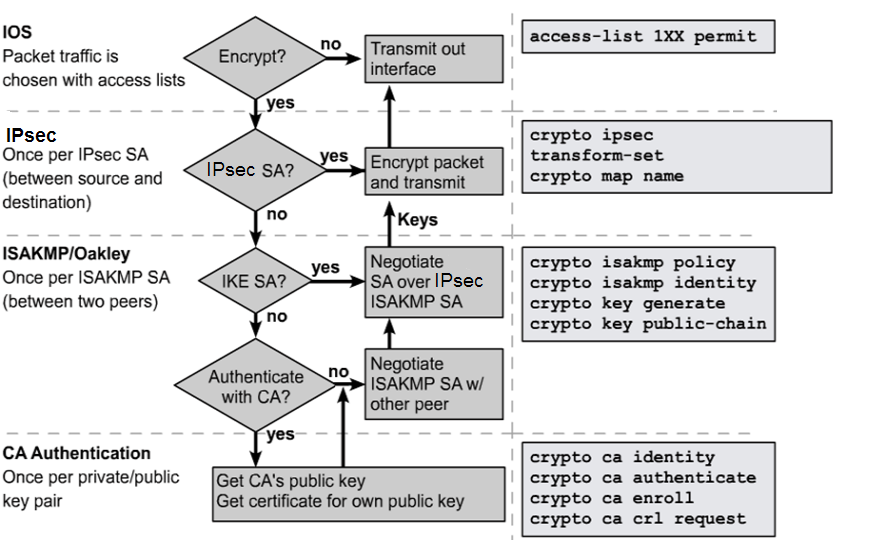 IOS
Packet traffic is
chosen with access lists
Encrypt?
no
yes
Transmit out
interface
access-list 1XX permit
IPsec
Once per IPsec SA
(between source and
destination)
IPsec SA?
yes
no
Encrypt packet
and transmit
Keys
crypto ipsec
transform-set
crypto map name
ISAKMP/Oakley
Once per ISAKMP SA
(between two peers)
IKE SA?
yes
no
Negotiate
SA over IPsec
ISAKMP SA
crypto isakmp policy
crypto isakmp identity
crypto key generate
crypto key public-chain
Authenticate
with CA?
no
yes
Negotiate
ISAKMP SA w/
other peer
CA Authentication
Once per private/public
key pair
Get CA's public key
Get certificate for own public key
crypto ca identity
crypto ca authenticate
crypto ca enroll
crypto ca crl request